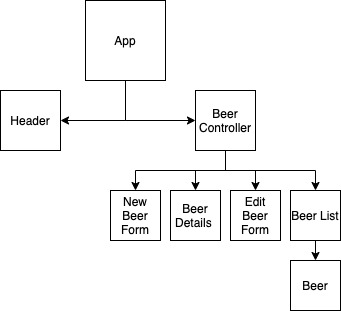 App
Header
Beer
Controller
New
Beer
Form
Beer
Details
Edit
Beer
Form
Beer List
Beer